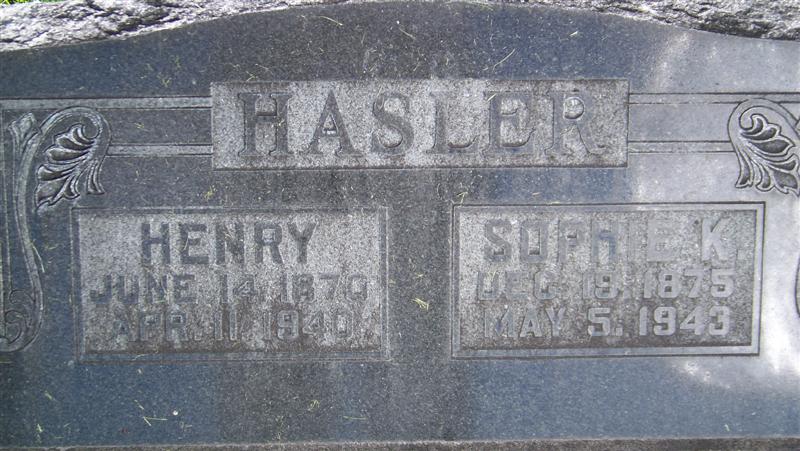 HASLER
HENRY
JUNE 14, 1870
APR. 11, 1940
SOPHIE K.
DEC. 19, 1875
MAY 5, 1943